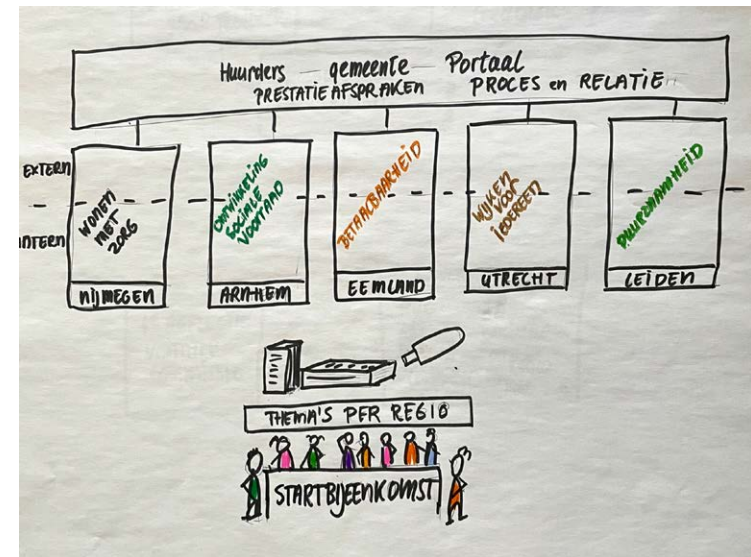 Huurders - gemeente - Portaal
PRESTATIEAFSPRAKEN PROCES en RELATIE
EXTERN
INTERN
WONEN
MET
ZORG
ONTWIKKELING
SOCIALE
VOORRAAD
BETAALBAARHEID
WIJKEN
VOOR
IEDEREEN
DUURZAAMHEID
NIJMEGEN
ARNHEM
EEMLAND
UTRECHT
LEIDEN
THEMA'S PER REGIO
STARTBIJEENKOMST